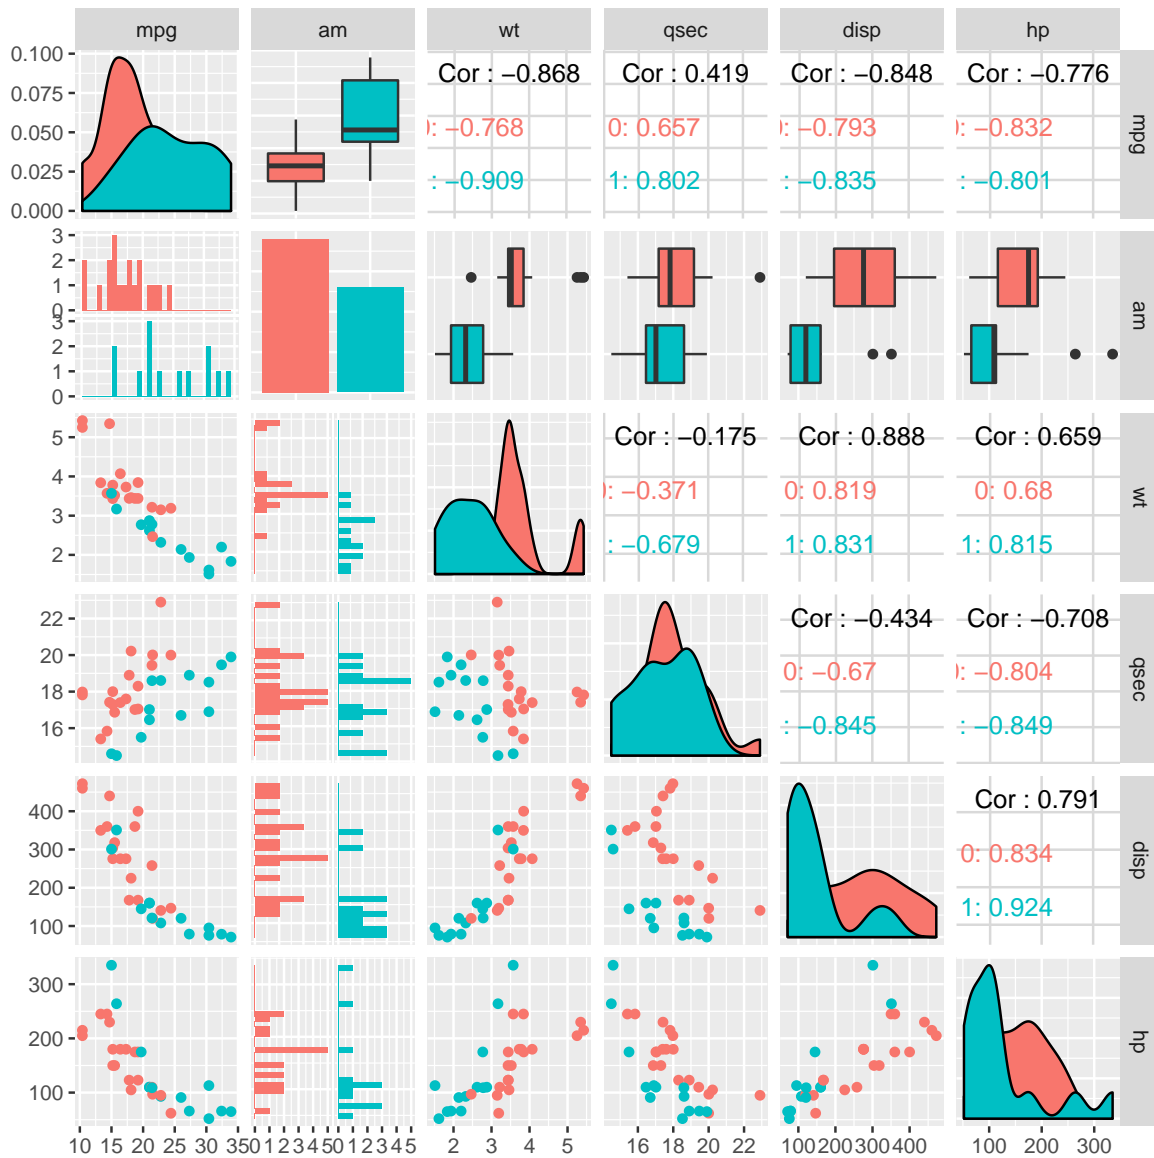 mpg am wt qsec disp hp
0.100
0.075
0.050
0.025
0.000
Cor : −0.868
: −0.768
: −0.909
Cor : 0.419
0: 0.657
1: 0.802
Cor : −0.848
: −0.793
: −0.835
Cor : −0.776
: −0.832
: −0.801
mpg
3
2
1
0
3
2
1
0
am
5
4
3
2
Cor : −0.175
: −0.371
: −0.679
Cor : 0.888
0: 0.819
1: 0.831
Cor : 0.659
0: 0.68
1: 0.815
wt
22
20
18
16
Cor : −0.434
0: −0.67
: −0.845
Cor : −0.708
: −0.804
: −0.849
qsec
400
300
200
100
Cor : 0.791
0: 0.834
1: 0.924
disp
300
200
100
hp
10 15 20 25 30 35
0 1 2 3 4 5 0 1 2 3 4 5
2 3 4 5
16 18 20 22
100 200 300 400
100 200 300